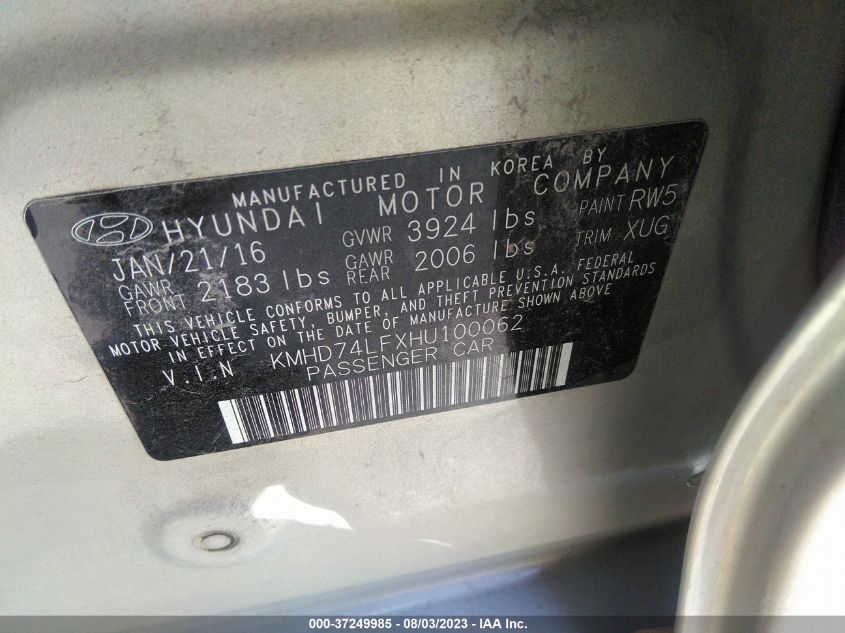 MANUFACTURED IN KOREA BY
HYUNDAI MOTOR COMPANY
JAN/21/16 GVWR 3924 lbs PAINT RW5
GAWR FRONT 2183 lbs GAWR REAR 2006 lbs TRIM XUG
THIS VEHICLE CONFORMS TO ALL APPLICABLE U.S.A. FEDERAL
MOTOR VEHICLE SAFETY, BUMPER, AND THEFT PREVENTION STANDARDS
IN EFFECT ON THE DATE OF MANUFACTURE SHOWN ABOVE
V.I.N KMHD74LFXHU100062
PASSENGER CAR
000-37249985 - 08/03/2023 - IAA Inc.